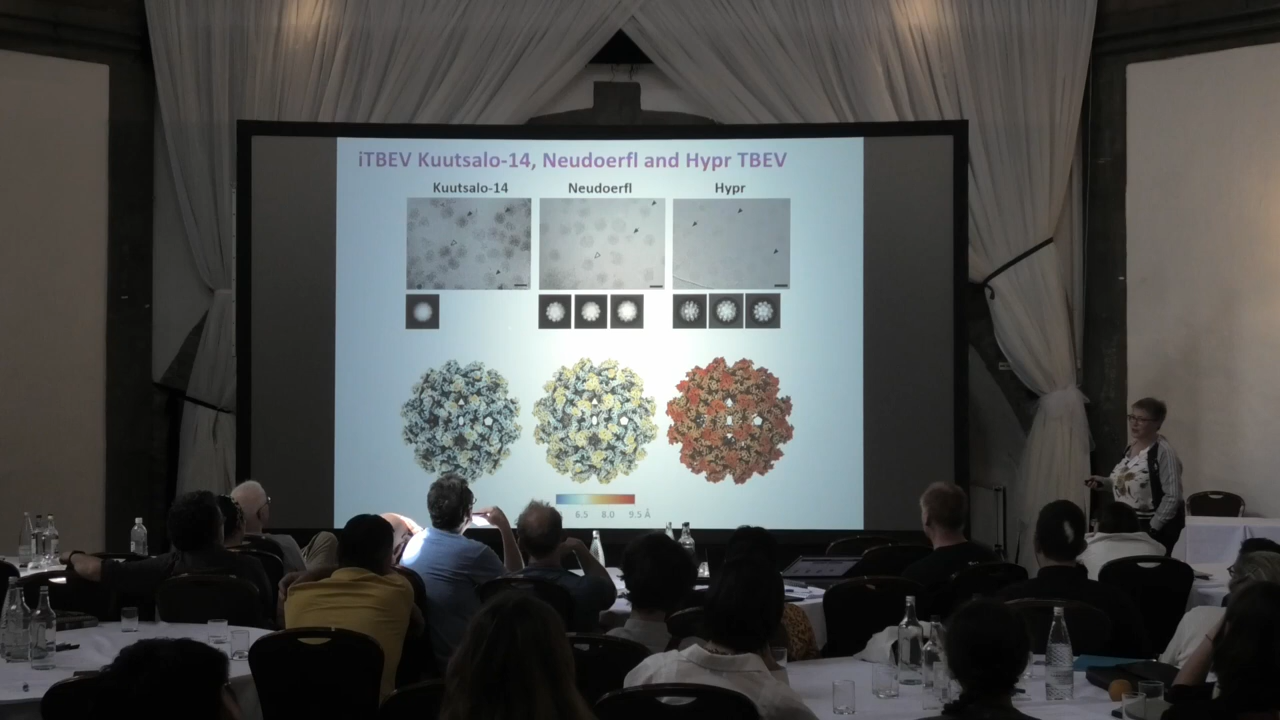 iTBEV Kuutsalo-14, Neudoerfl and Hypr TBEV
Kuutsalo-14 Neudoerfl Hypr
6.5 8.0 9.5 Å